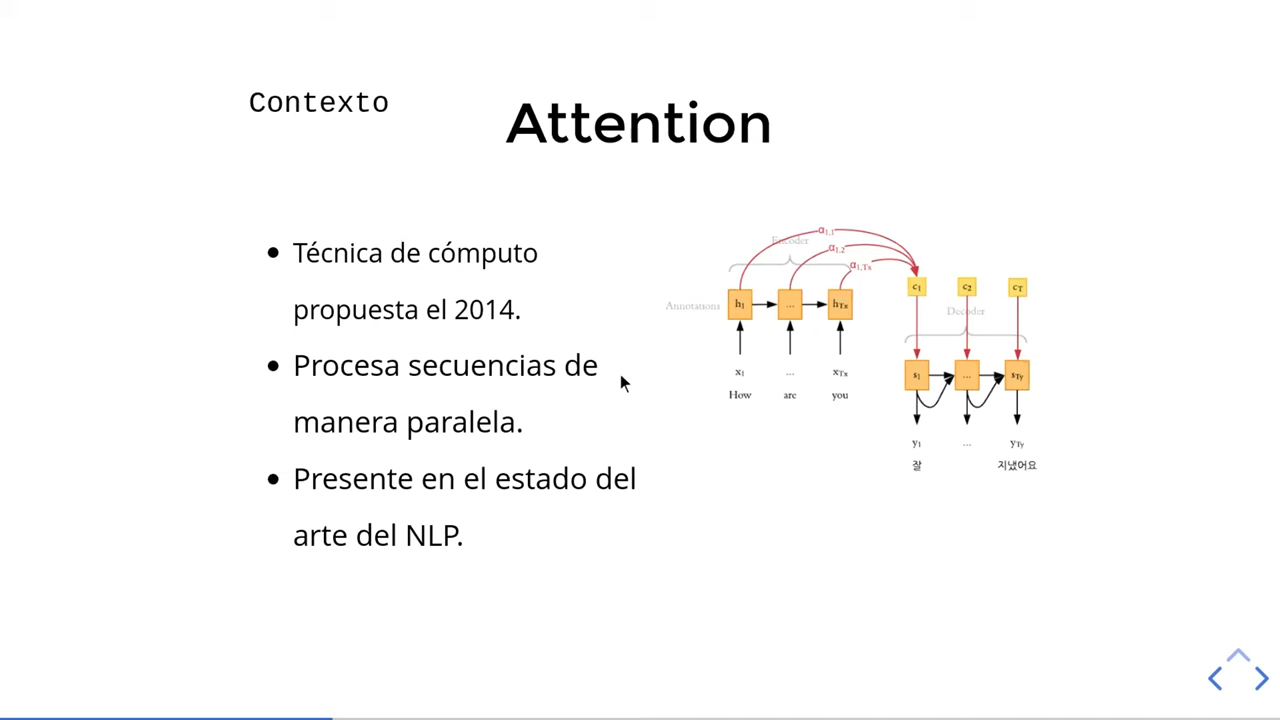 Contexto
Attention
Técnica de cómputo
propuesta el 2014.
Procesa secuencias de
manera paralela.
Presente en el estado del
arte del NLP.
α1,1
Encoder
α1,2
α1,Tx
Annotations
h1 ... hTx
x1 ... xTx
How are you
c1 c2 cT
Decoder
s1 ... sTy
y1 ... yTy
잘 지냈어요